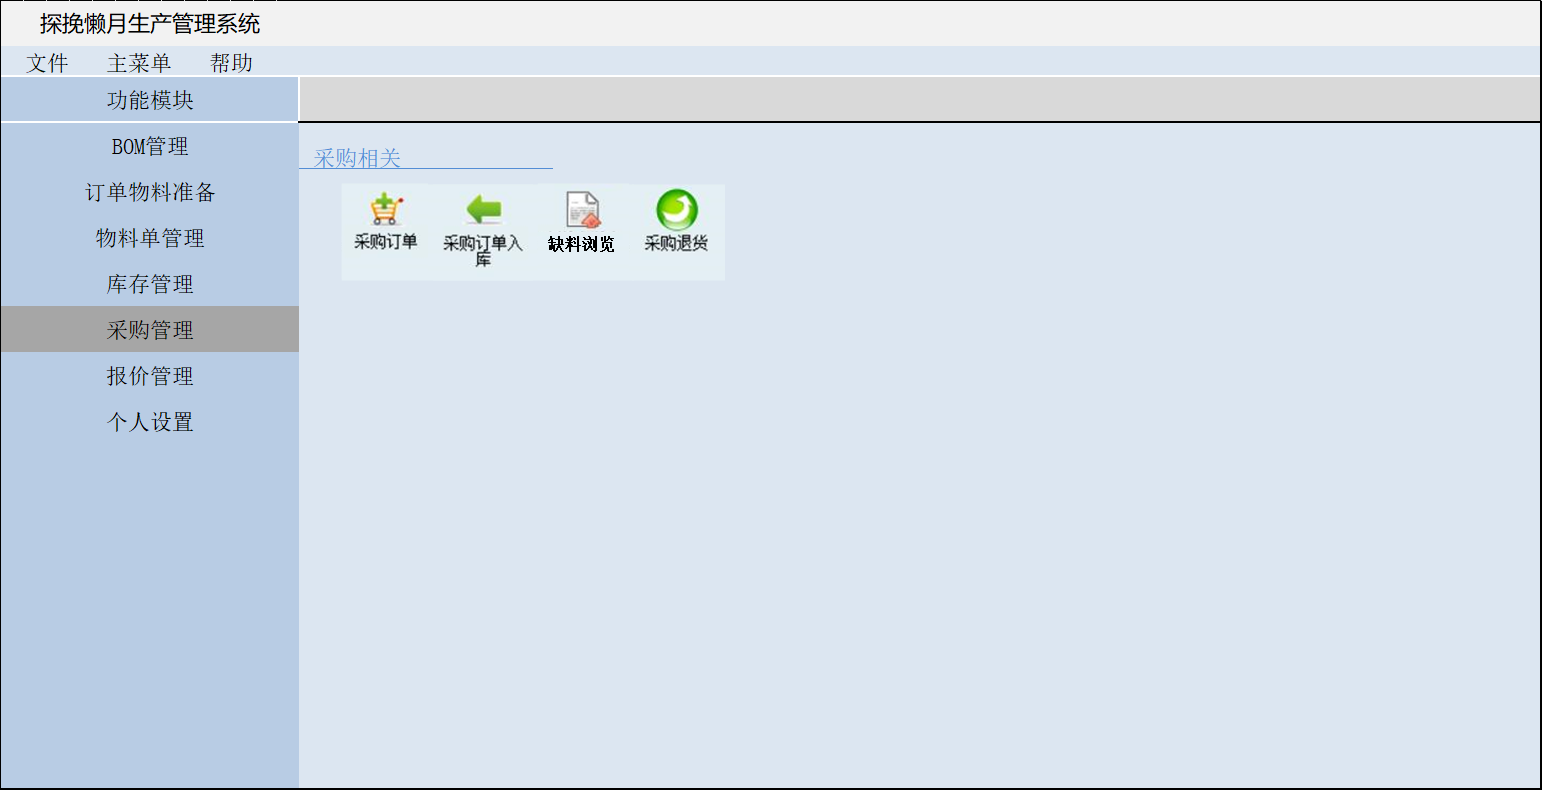 探挽懒月生产管理系统
文件 主菜单 帮助
功能模块
BOM管理
订单物料准备
物料单管理
库存管理
采购管理
报价管理
个人设置
采购相关
采购订单
采购订单入
库
缺料浏览
采购退货